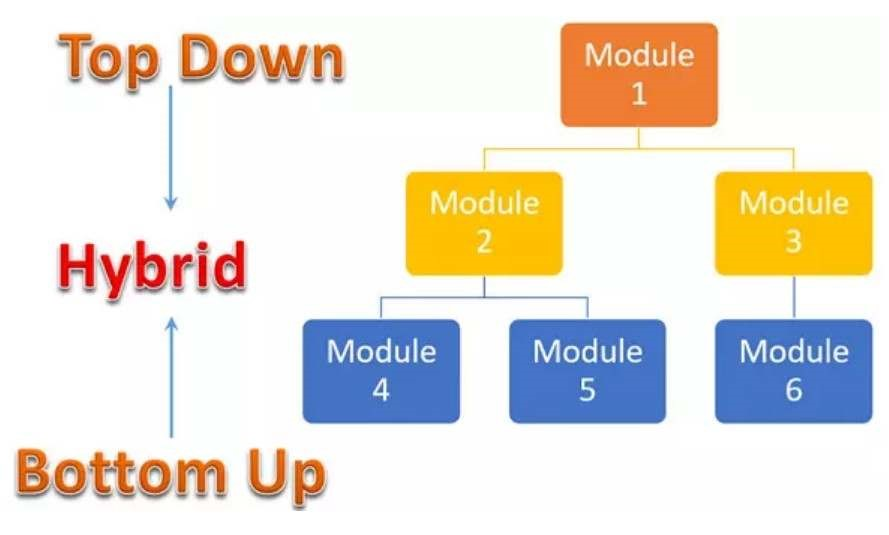 Top Down
Module
1
Module
2
Module
3
Hybrid
Module
4
Module
5
Module
6
Bottom Up